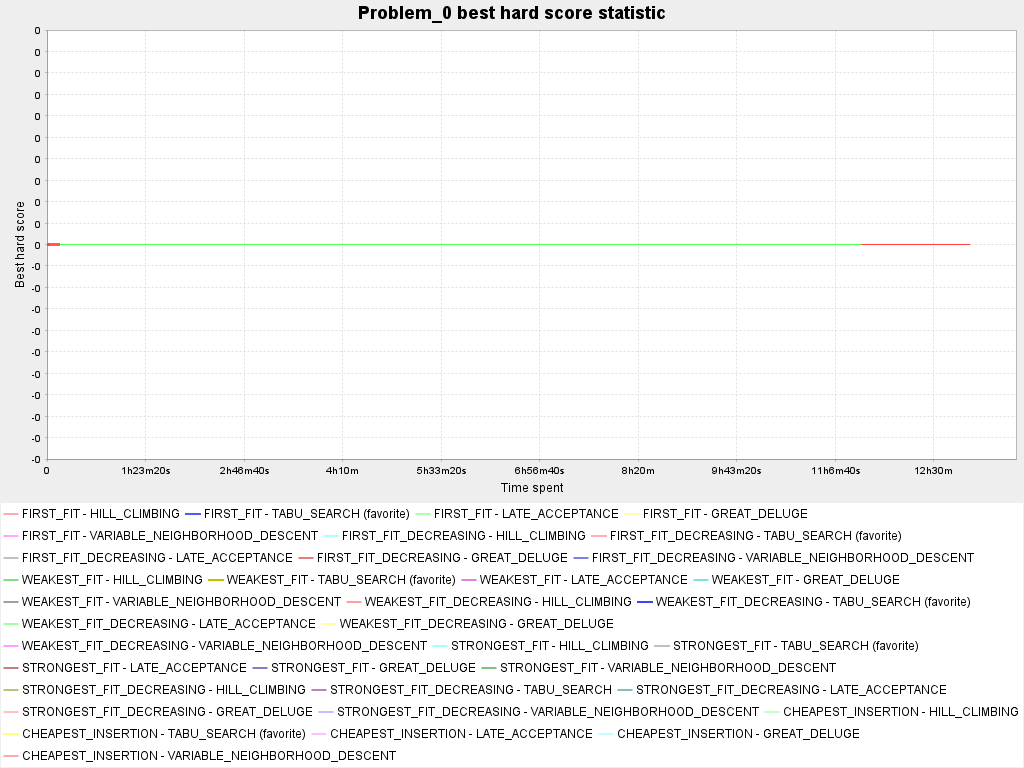 Problem_0 best hard score statistic
0
0
0
0
0
0
0
0
0
0
0
-0
-0
-0
-0
-0
-0
-0
-0
-0
-0
Best hard score
0 1h23m20s 2h46m40s 4h10m 5h33m20s 6h56m40s 8h20m 9h43m20s 11h6m40s 12h30m
Time spent
FIRST_FIT - HILL_CLIMBING FIRST_FIT - TABU_SEARCH (favorite) FIRST_FIT - LATE_ACCEPTANCE FIRST_FIT - GREAT_DELUGE
FIRST_FIT - VARIABLE_NEIGHBORHOOD_DESCENT FIRST_FIT_DECREASING - HILL_CLIMBING FIRST_FIT_DECREASING - TABU_SEARCH (favorite)
FIRST_FIT_DECREASING - LATE_ACCEPTANCE FIRST_FIT_DECREASING - GREAT_DELUGE FIRST_FIT_DECREASING - VARIABLE_NEIGHBORHOOD_DESCENT
WEAKEST_FIT - HILL_CLIMBING WEAKEST_FIT - TABU_SEARCH (favorite) WEAKEST_FIT - LATE_ACCEPTANCE WEAKEST_FIT - GREAT_DELUGE
WEAKEST_FIT - VARIABLE_NEIGHBORHOOD_DESCENT WEAKEST_FIT_DECREASING - HILL_CLIMBING WEAKEST_FIT_DECREASING - TABU_SEARCH (favorite)
WEAKEST_FIT_DECREASING - LATE_ACCEPTANCE WEAKEST_FIT_DECREASING - GREAT_DELUGE
WEAKEST_FIT_DECREASING - VARIABLE_NEIGHBORHOOD_DESCENT STRONGEST_FIT - HILL_CLIMBING STRONGEST_FIT - TABU_SEARCH (favorite)
STRONGEST_FIT - LATE_ACCEPTANCE STRONGEST_FIT - GREAT_DELUGE STRONGEST_FIT - VARIABLE_NEIGHBORHOOD_DESCENT
STRONGEST_FIT_DECREASING - HILL_CLIMBING STRONGEST_FIT_DECREASING - TABU_SEARCH STRONGEST_FIT_DECREASING - LATE_ACCEPTANCE
STRONGEST_FIT_DECREASING - GREAT_DELUGE STRONGEST_FIT_DECREASING - VARIABLE_NEIGHBORHOOD_DESCENT CHEAPEST_INSERTION - HILL_CLIMBING
CHEAPEST_INSERTION - TABU_SEARCH (favorite) CHEAPEST_INSERTION - LATE_ACCEPTANCE CHEAPEST_INSERTION - GREAT_DELUGE
CHEAPEST_INSERTION - VARIABLE_NEIGHBORHOOD_DESCENT